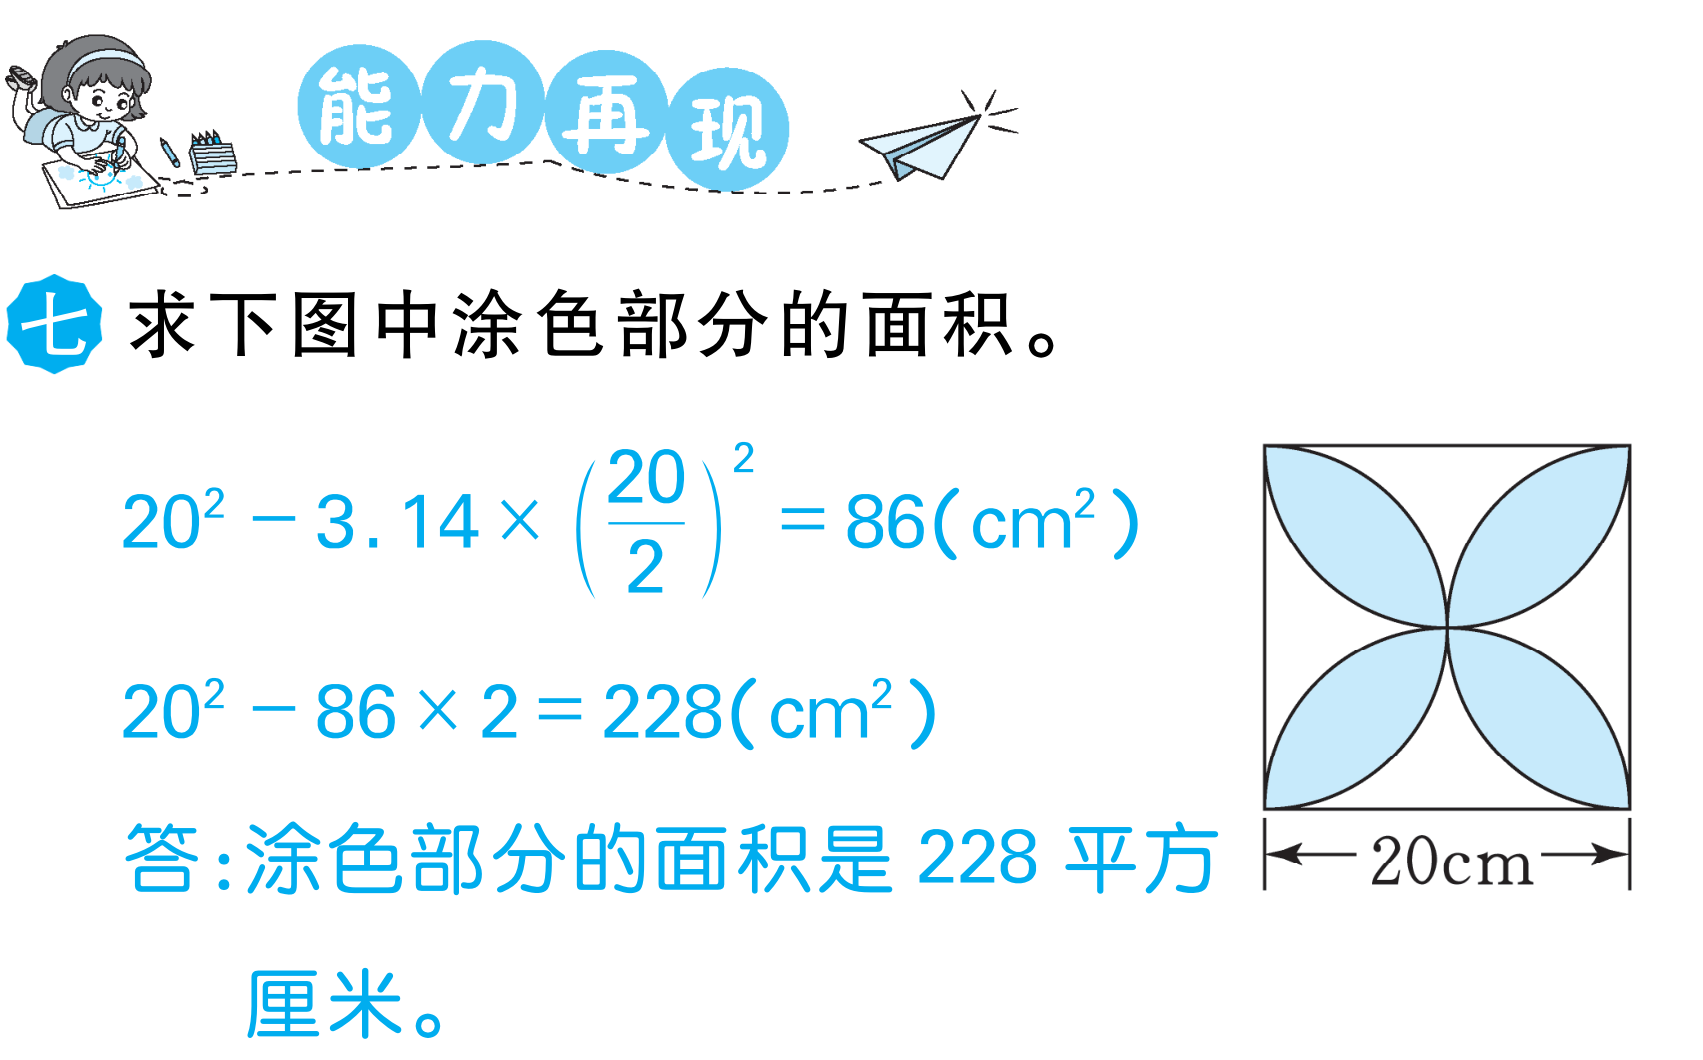 能力再现
七 求下图中涂色部分的面积。
20² − 3.14 × (20/2)² = 86(cm²)
20² − 86 × 2 = 228(cm²)
答:涂色部分的面积是 228 平方
厘米。
20cm